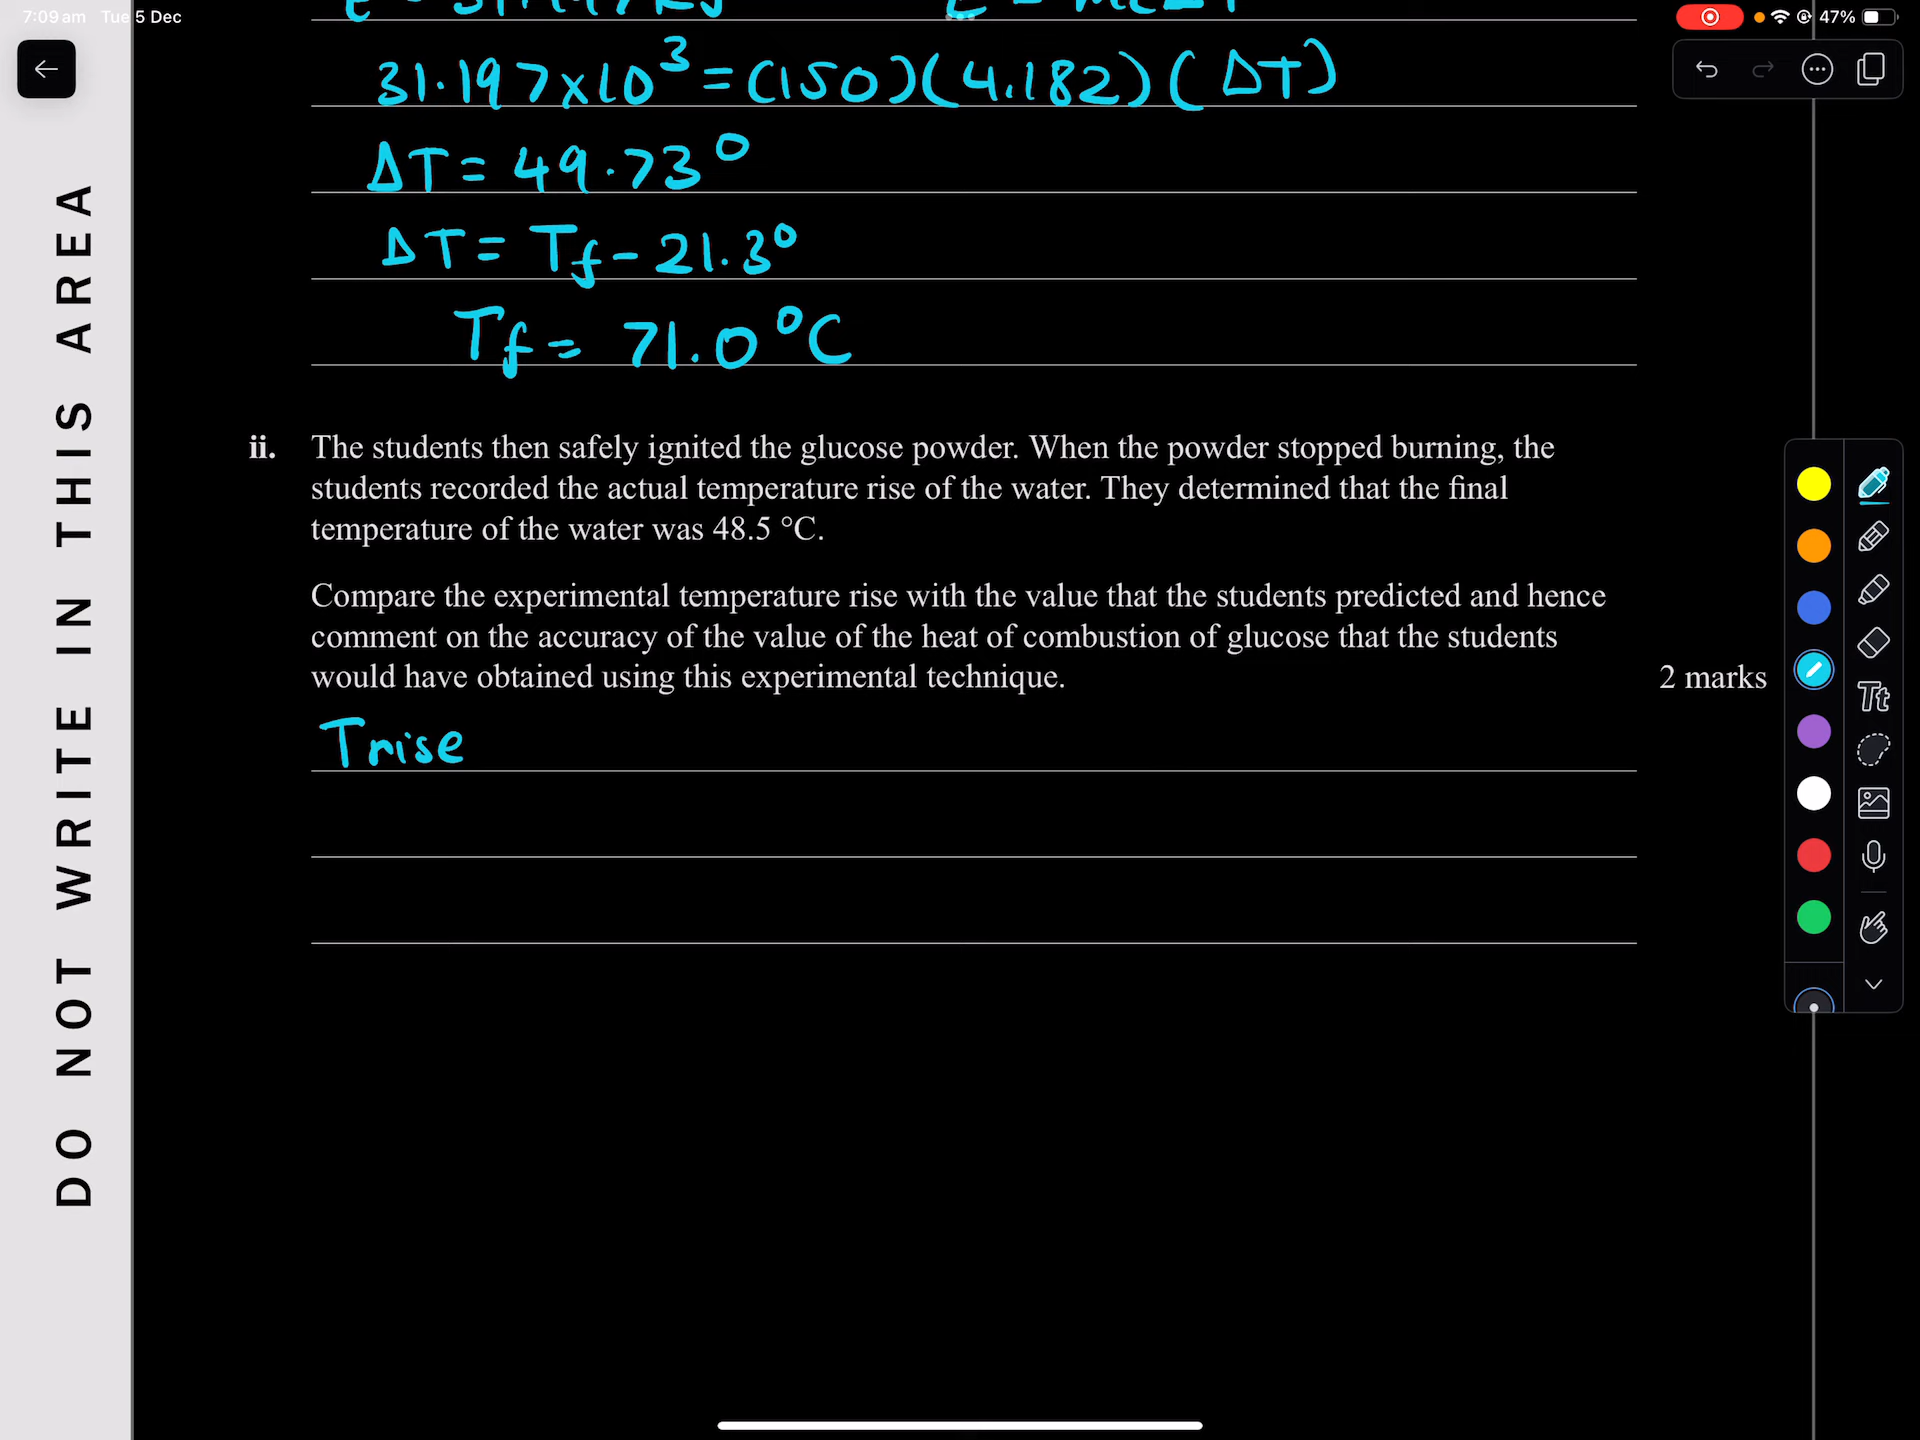 7:09 am Tue 5 Dec
47%
31.197x10³ = (150)(4.182)(ΔT)
ΔT = 49.73°
ΔT = Tf - 21.3°
Tf = 71.0°C
ii. The students then safely ignited the glucose powder. When the powder stopped burning, the
students recorded the actual temperature rise of the water. They determined that the final
temperature of the water was 48.5 °C.
Compare the experimental temperature rise with the value that the students predicted and hence
comment on the accuracy of the value of the heat of combustion of glucose that the students
would have obtained using this experimental technique.
2 marks
Trise
DO NOT WRITE IN THIS AREA
Tt